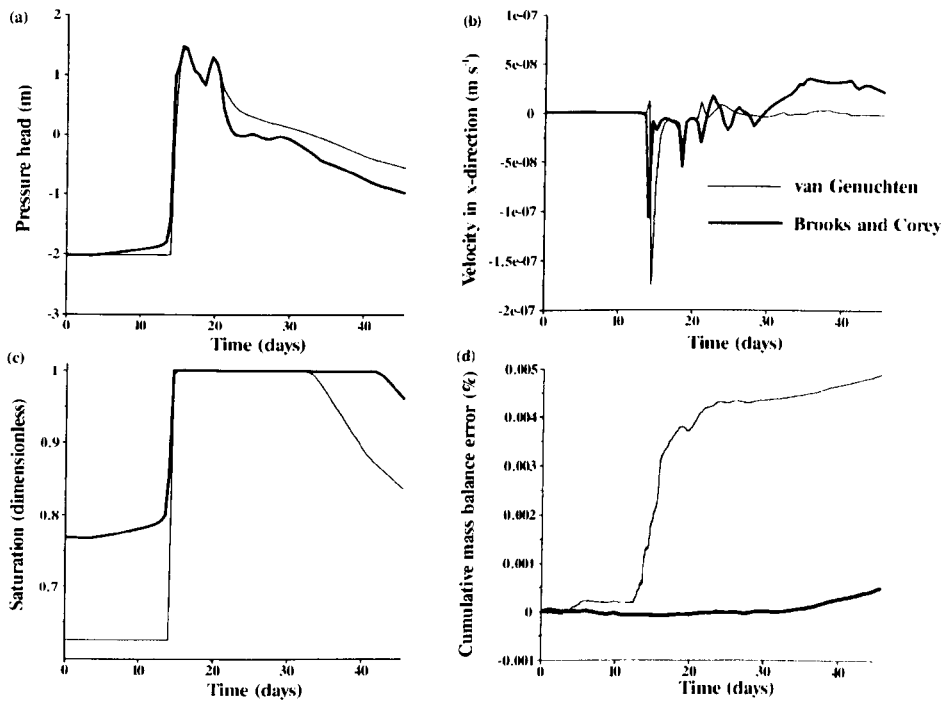 (a)
Pressure head (m)
2
1
0
-1
-2
-3
0 10 20 30 40
Time (days)
(b)
Velocity in x-direction (m s⁻¹)
1e-07
5e-08
0
-5e-08
-1e-07
-1.5e-07
-2e-07
0 10 20 30 40
Time (days)
van Genuchten
Brooks and Corey
(c)
Saturation (dimensionless)
1
0.9
0.8
0.7
0 10 20 30 40
Time (days)
(d)
Cumulative mass balance error (%)
0.005
0.004
0.003
0.002
0.001
0
-0.001
0 10 20 30 40
Time (days)